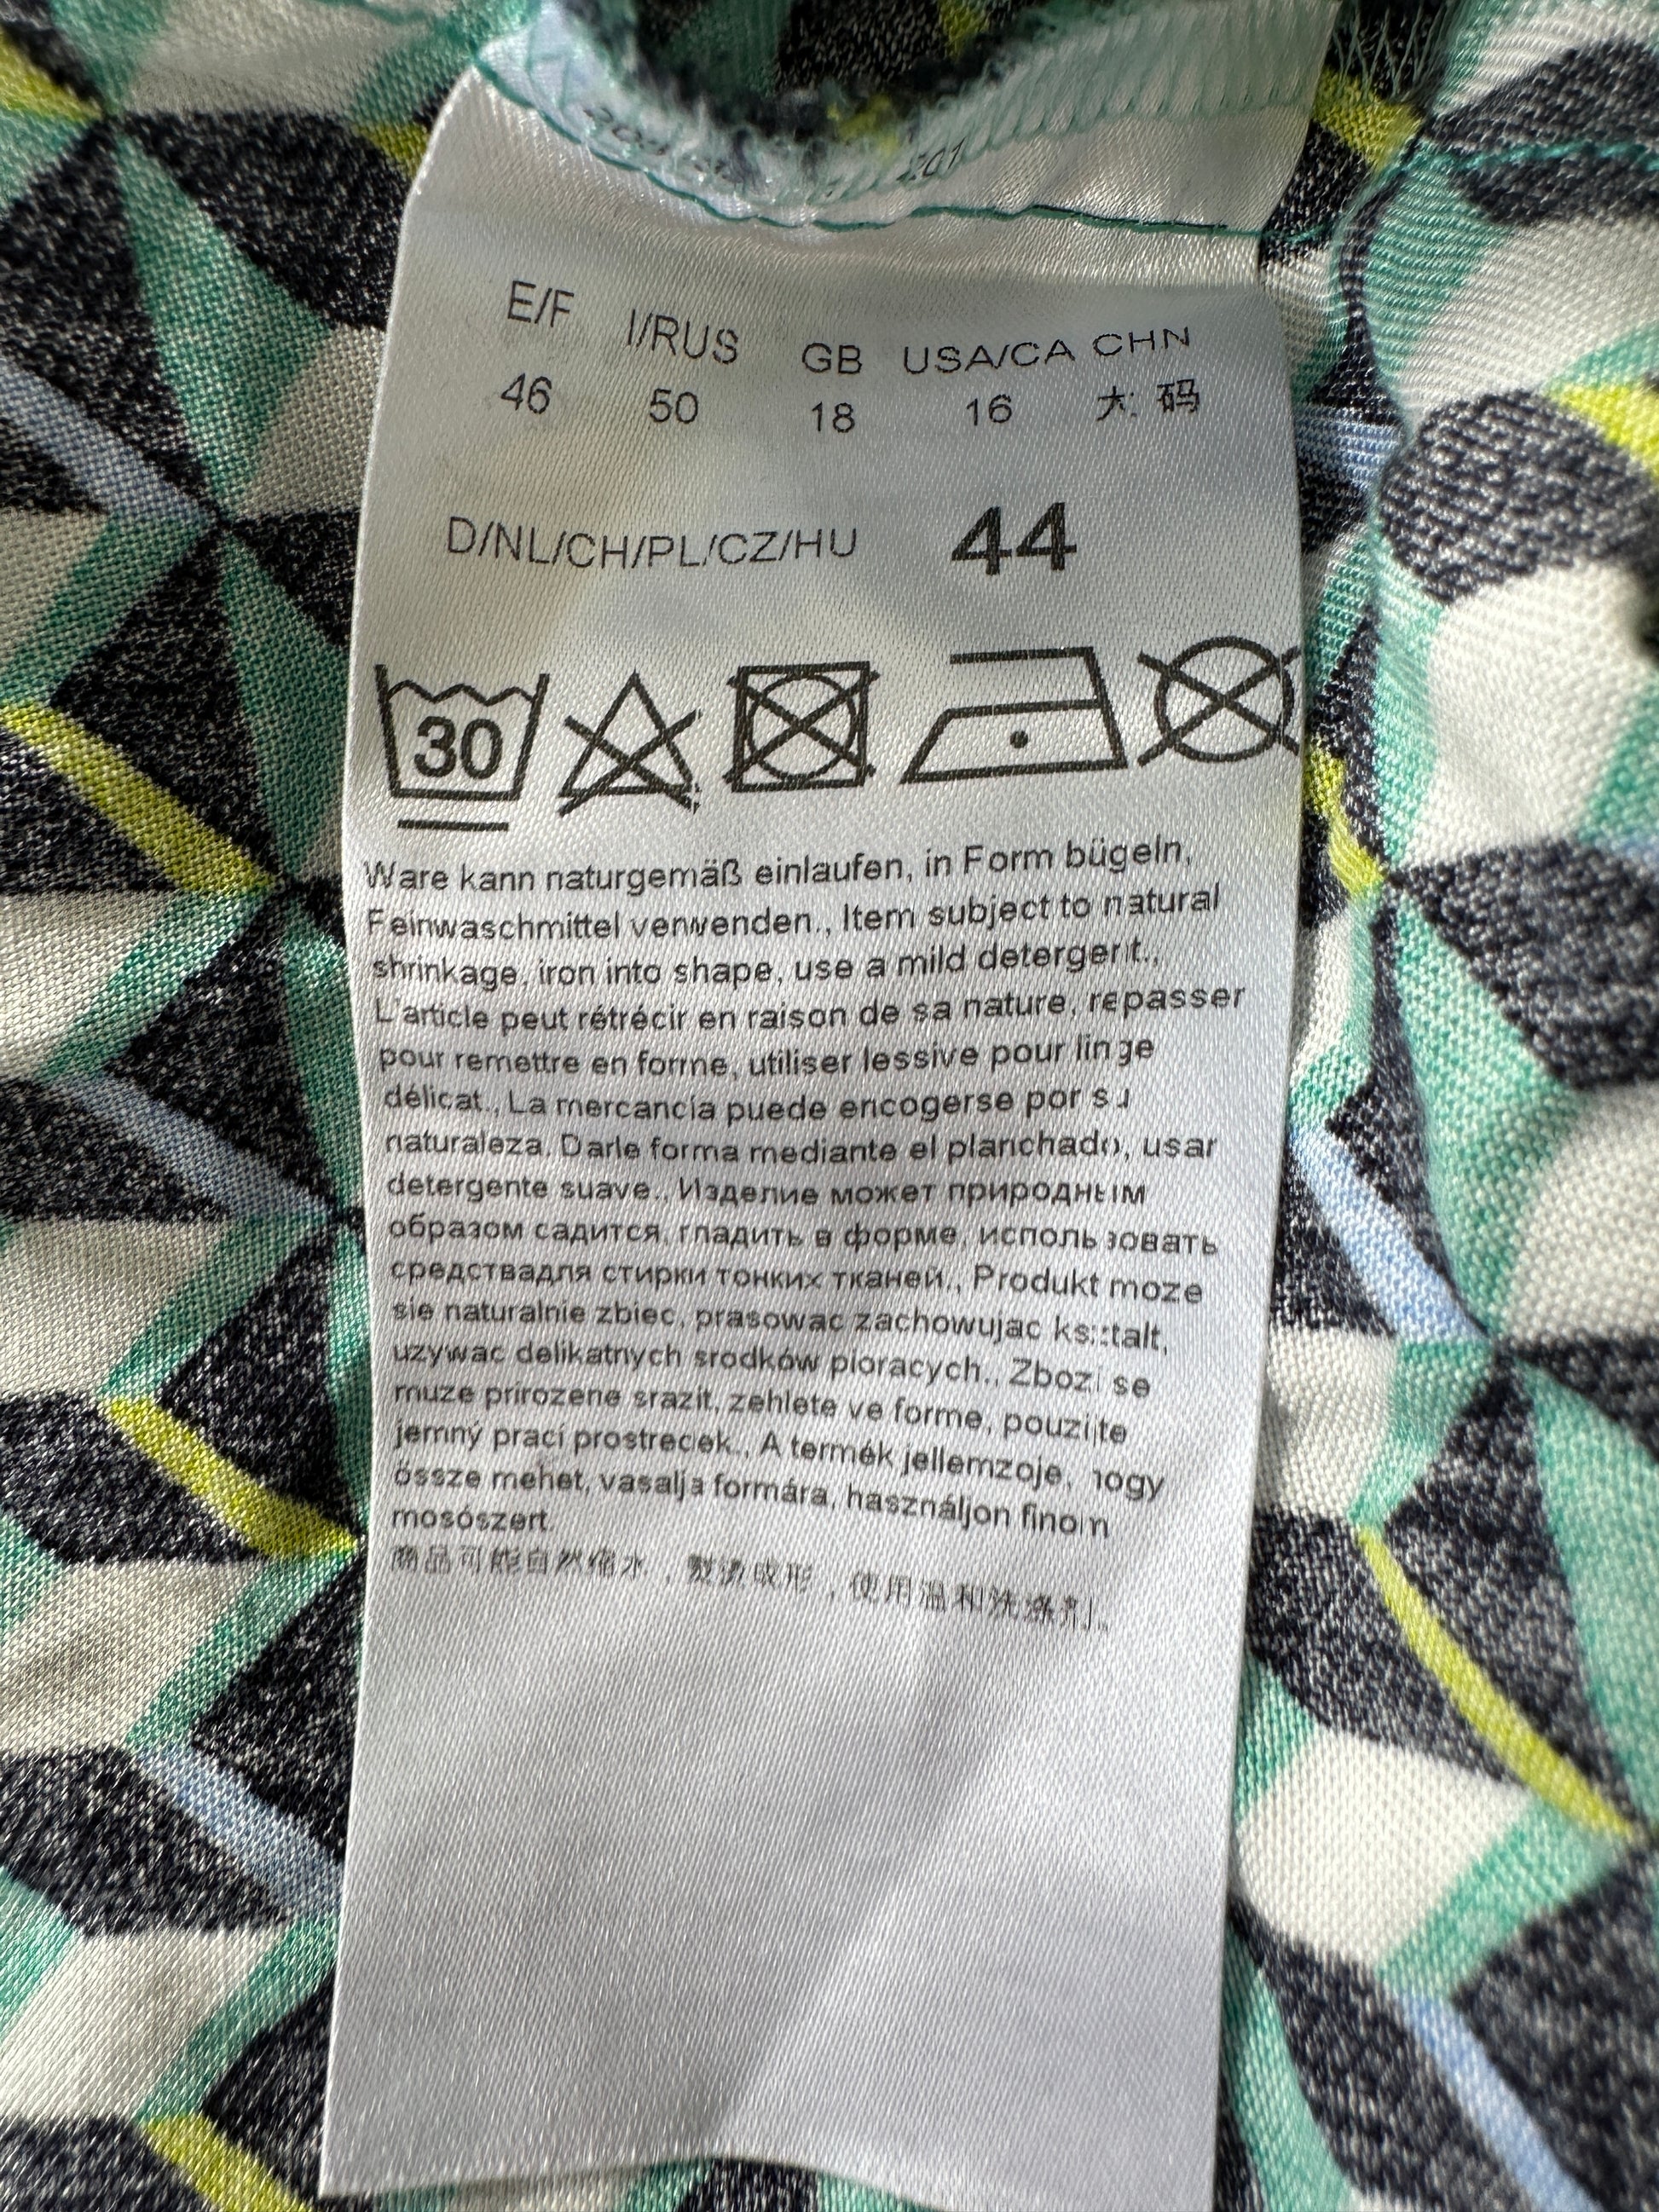 201
E/F I/RUS GB USA/CA CHN
46 50 18 16 大 码
D/NL/CH/PL/CZ/HU 44
30
Ware kann naturgemäß einlaufen, in Form bügeln,
Feinwaschmittel verwenden., Item subject to natural
shrinkage, iron into shape, use a mild detergent.,
L'article peut rétrécir en raison de sa nature, repasser
pour remettre en forme, utiliser lessive pour linge
délicat., La mercancía puede encogerse por su
naturaleza. Darle forma mediante el planchado, usar
detergente suave., Изделие может природным
образом садится, гладить в форме, использовать
средствадля стирки тонких тканей., Produkt moze
sie naturalnie zbiec, prasowac zachowujac ksztalt,
uzywac delikatnych srodków pioracych., Zbozi se
muze prirozene srazit, zehlete ve forme, pouzijte
jemný prací prostredek., A termék jellemzoje, hogy
össze mehet, vasalja formára, használjon finom
mosószert.
商品可能自然缩水，熨烫成形，使用温和洗涤剂。